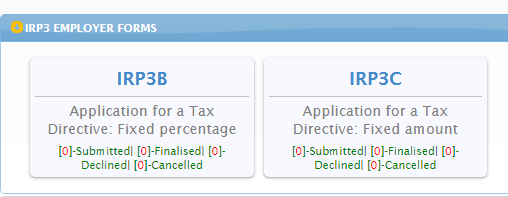 IRP3 EMPLOYER FORMS
IRP3B
Application for a Tax
Directive: Fixed percentage
[0]-Submitted| [0]-Finalised| [0]-
Declined| [0]-Cancelled
IRP3C
Application for a Tax
Directive: Fixed amount
[0]-Submitted| [0]-Finalised| [0]-
Declined| [0]-Cancelled